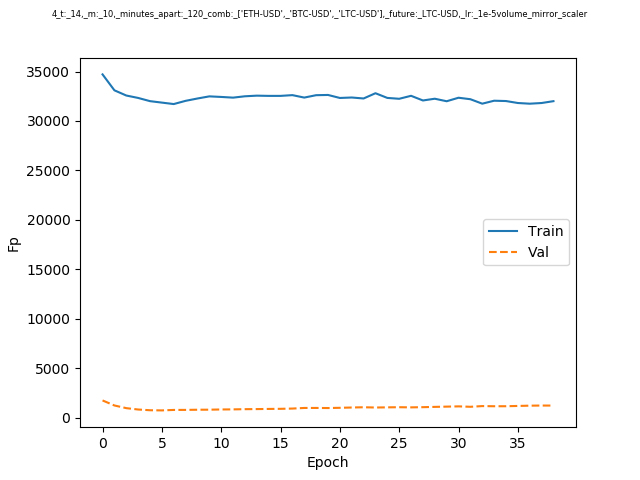 4_t:_14,_m:_10,_minutes_apart:_120_comb:_['ETH-USD',_'BTC-USD',_'LTC-USD'],_future:_LTC-USD,_lr:_1e-5volume_mirror_scaler
35000
30000
25000
20000
15000
10000
5000
0
Fp
Train
Val
0 5 10 15 20 25 30 35
Epoch